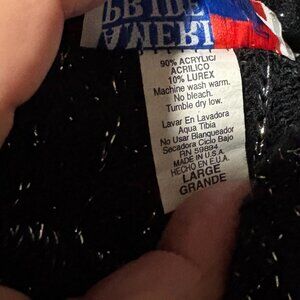 PRIDE
AMERI
90% ACRYLIC/
ACRILICO
10% LUREX
Machine wash warm.
No bleach.
Tumble dry low.
Lavar En Lavadora
Aqua Tibia
No Usar Blanqueador
Secadora Ciclo Bajo
RN 59894
MADE IN U.S.A.
HECHO EN E.U.A.
LARGE
GRANDE